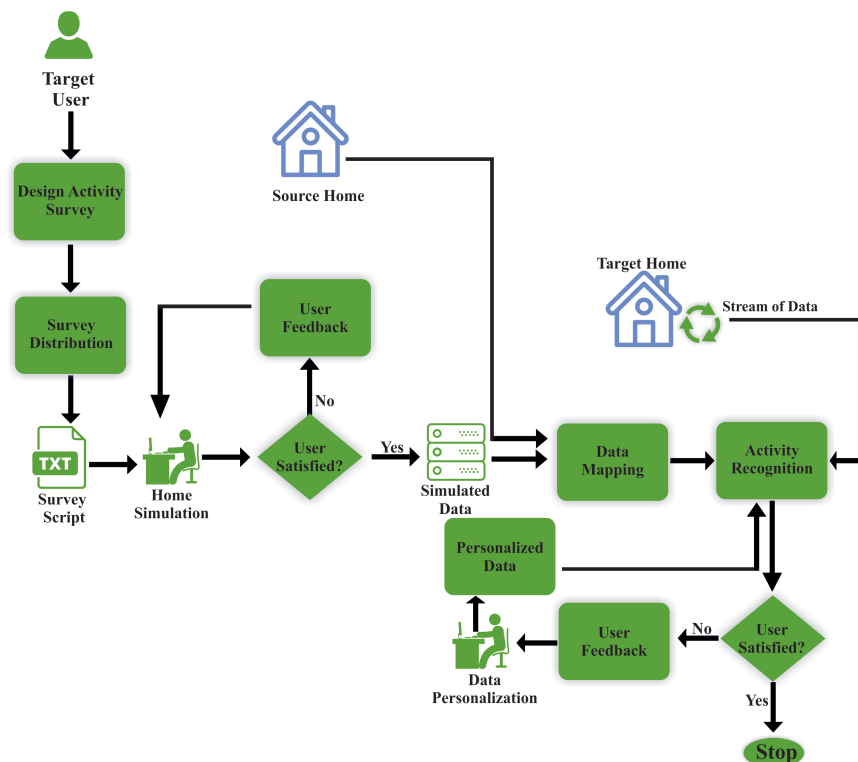 Target
User
Design Activity
Survey
Source Home
Target Home
Stream of Data
Survey
Distribution
User
Feedback
No
TXT
Survey
Script
Home
Simulation
User
Satisfied?
Yes
Simulated
Data
Data
Mapping
Activity
Recognition
Personalized
Data
User
Feedback
No
User
Satisfied?
Data
Personalization
Yes
Stop